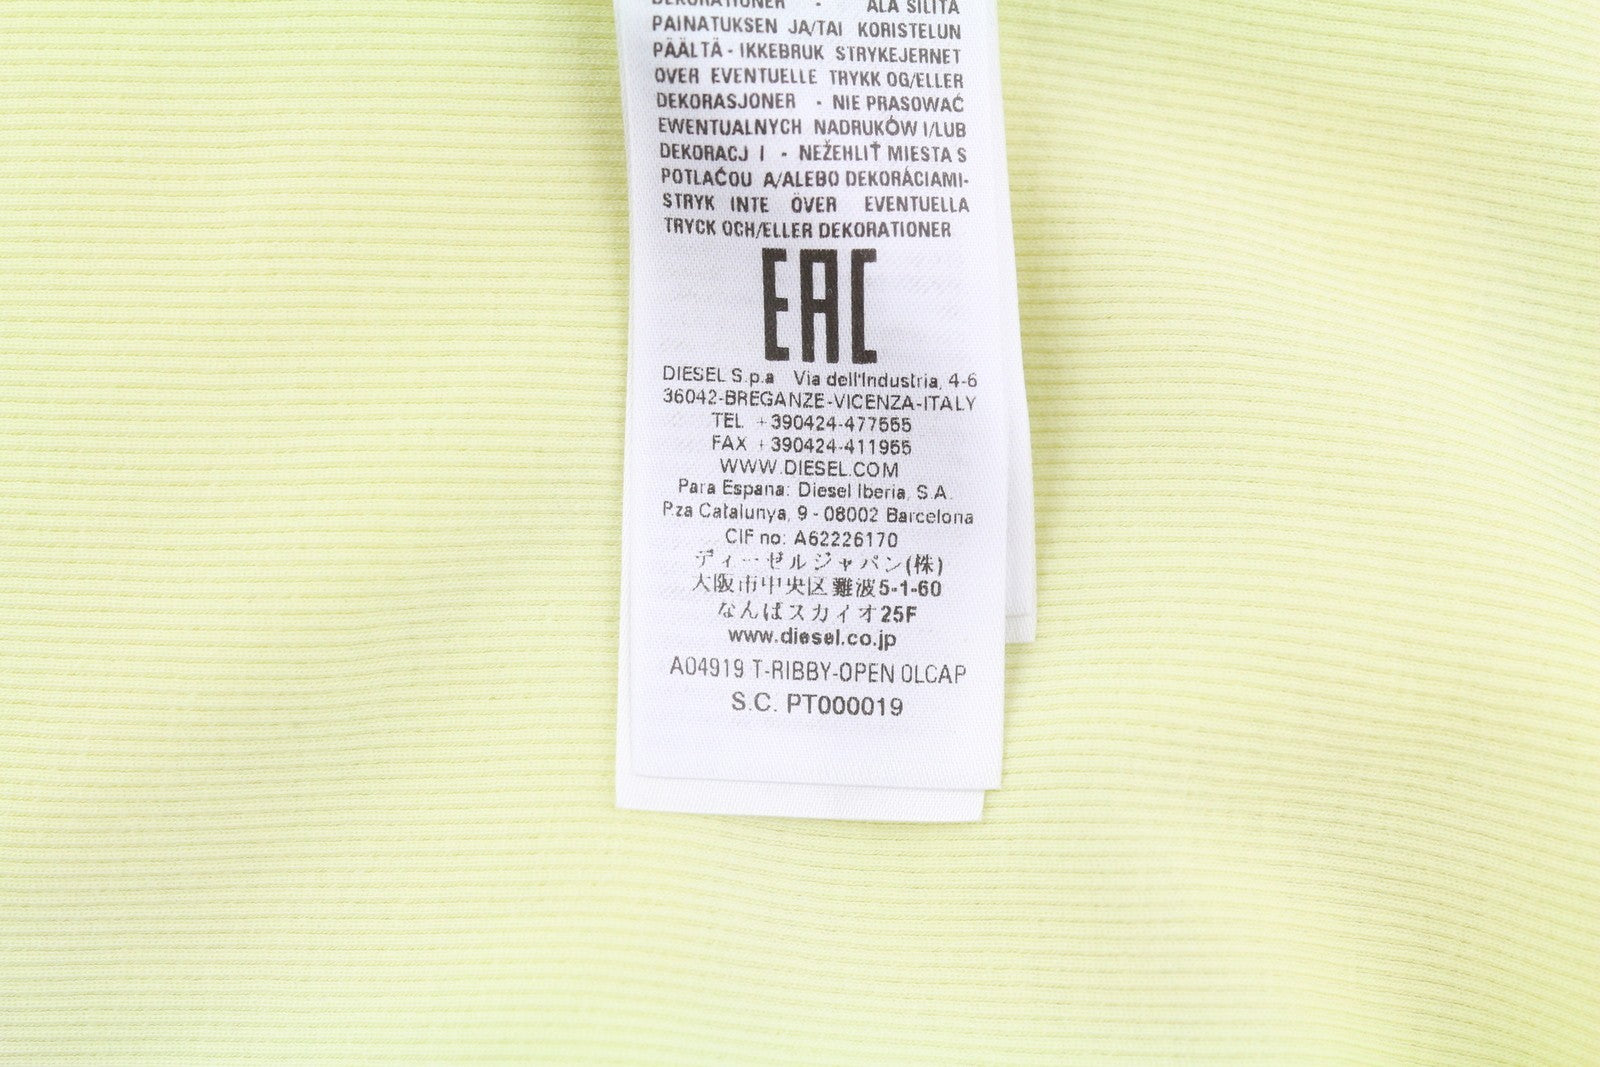 DEKORATIONER - ÄLÄ SILITÄ
PAINATUKSEN JA/TAI KORISTELUN
PÄÄLTÄ - IKKEBRUK STRYKEJERNET
OVER EVENTUELLE TRYKK OG/ELLER
DEKORASJONER - NIE PRASOWAĆ
EWENTUALNYCH NADRUKÓW I/LUB
DEKORACJ I - NEŽEHLIŤ MIESTA S
POTLAČOU A/ALEBO DEKORÁCIAMI-
STRYK INTE ÖVER EVENTUELLA
TRYCK OCH/ELLER DEKORATIONER
EAC
DIESEL S.p.a Via dell'Industria, 4-6
36042-BREGANZE-VICENZA-ITALY
TEL +390424-477555
FAX +390424-411955
WWW.DIESEL.COM
Para Espana: Diesel Iberia, S.A.
P.za Catalunya, 9 - 08002 Barcelona
CIF no: A62226170
ディーゼルジャパン(株)
大阪市中央区難波5-1-60
なんばスカイオ25F
www.diesel.co.jp
A04919 T-RIBBY-OPEN OLCAP
S.C. PT000019